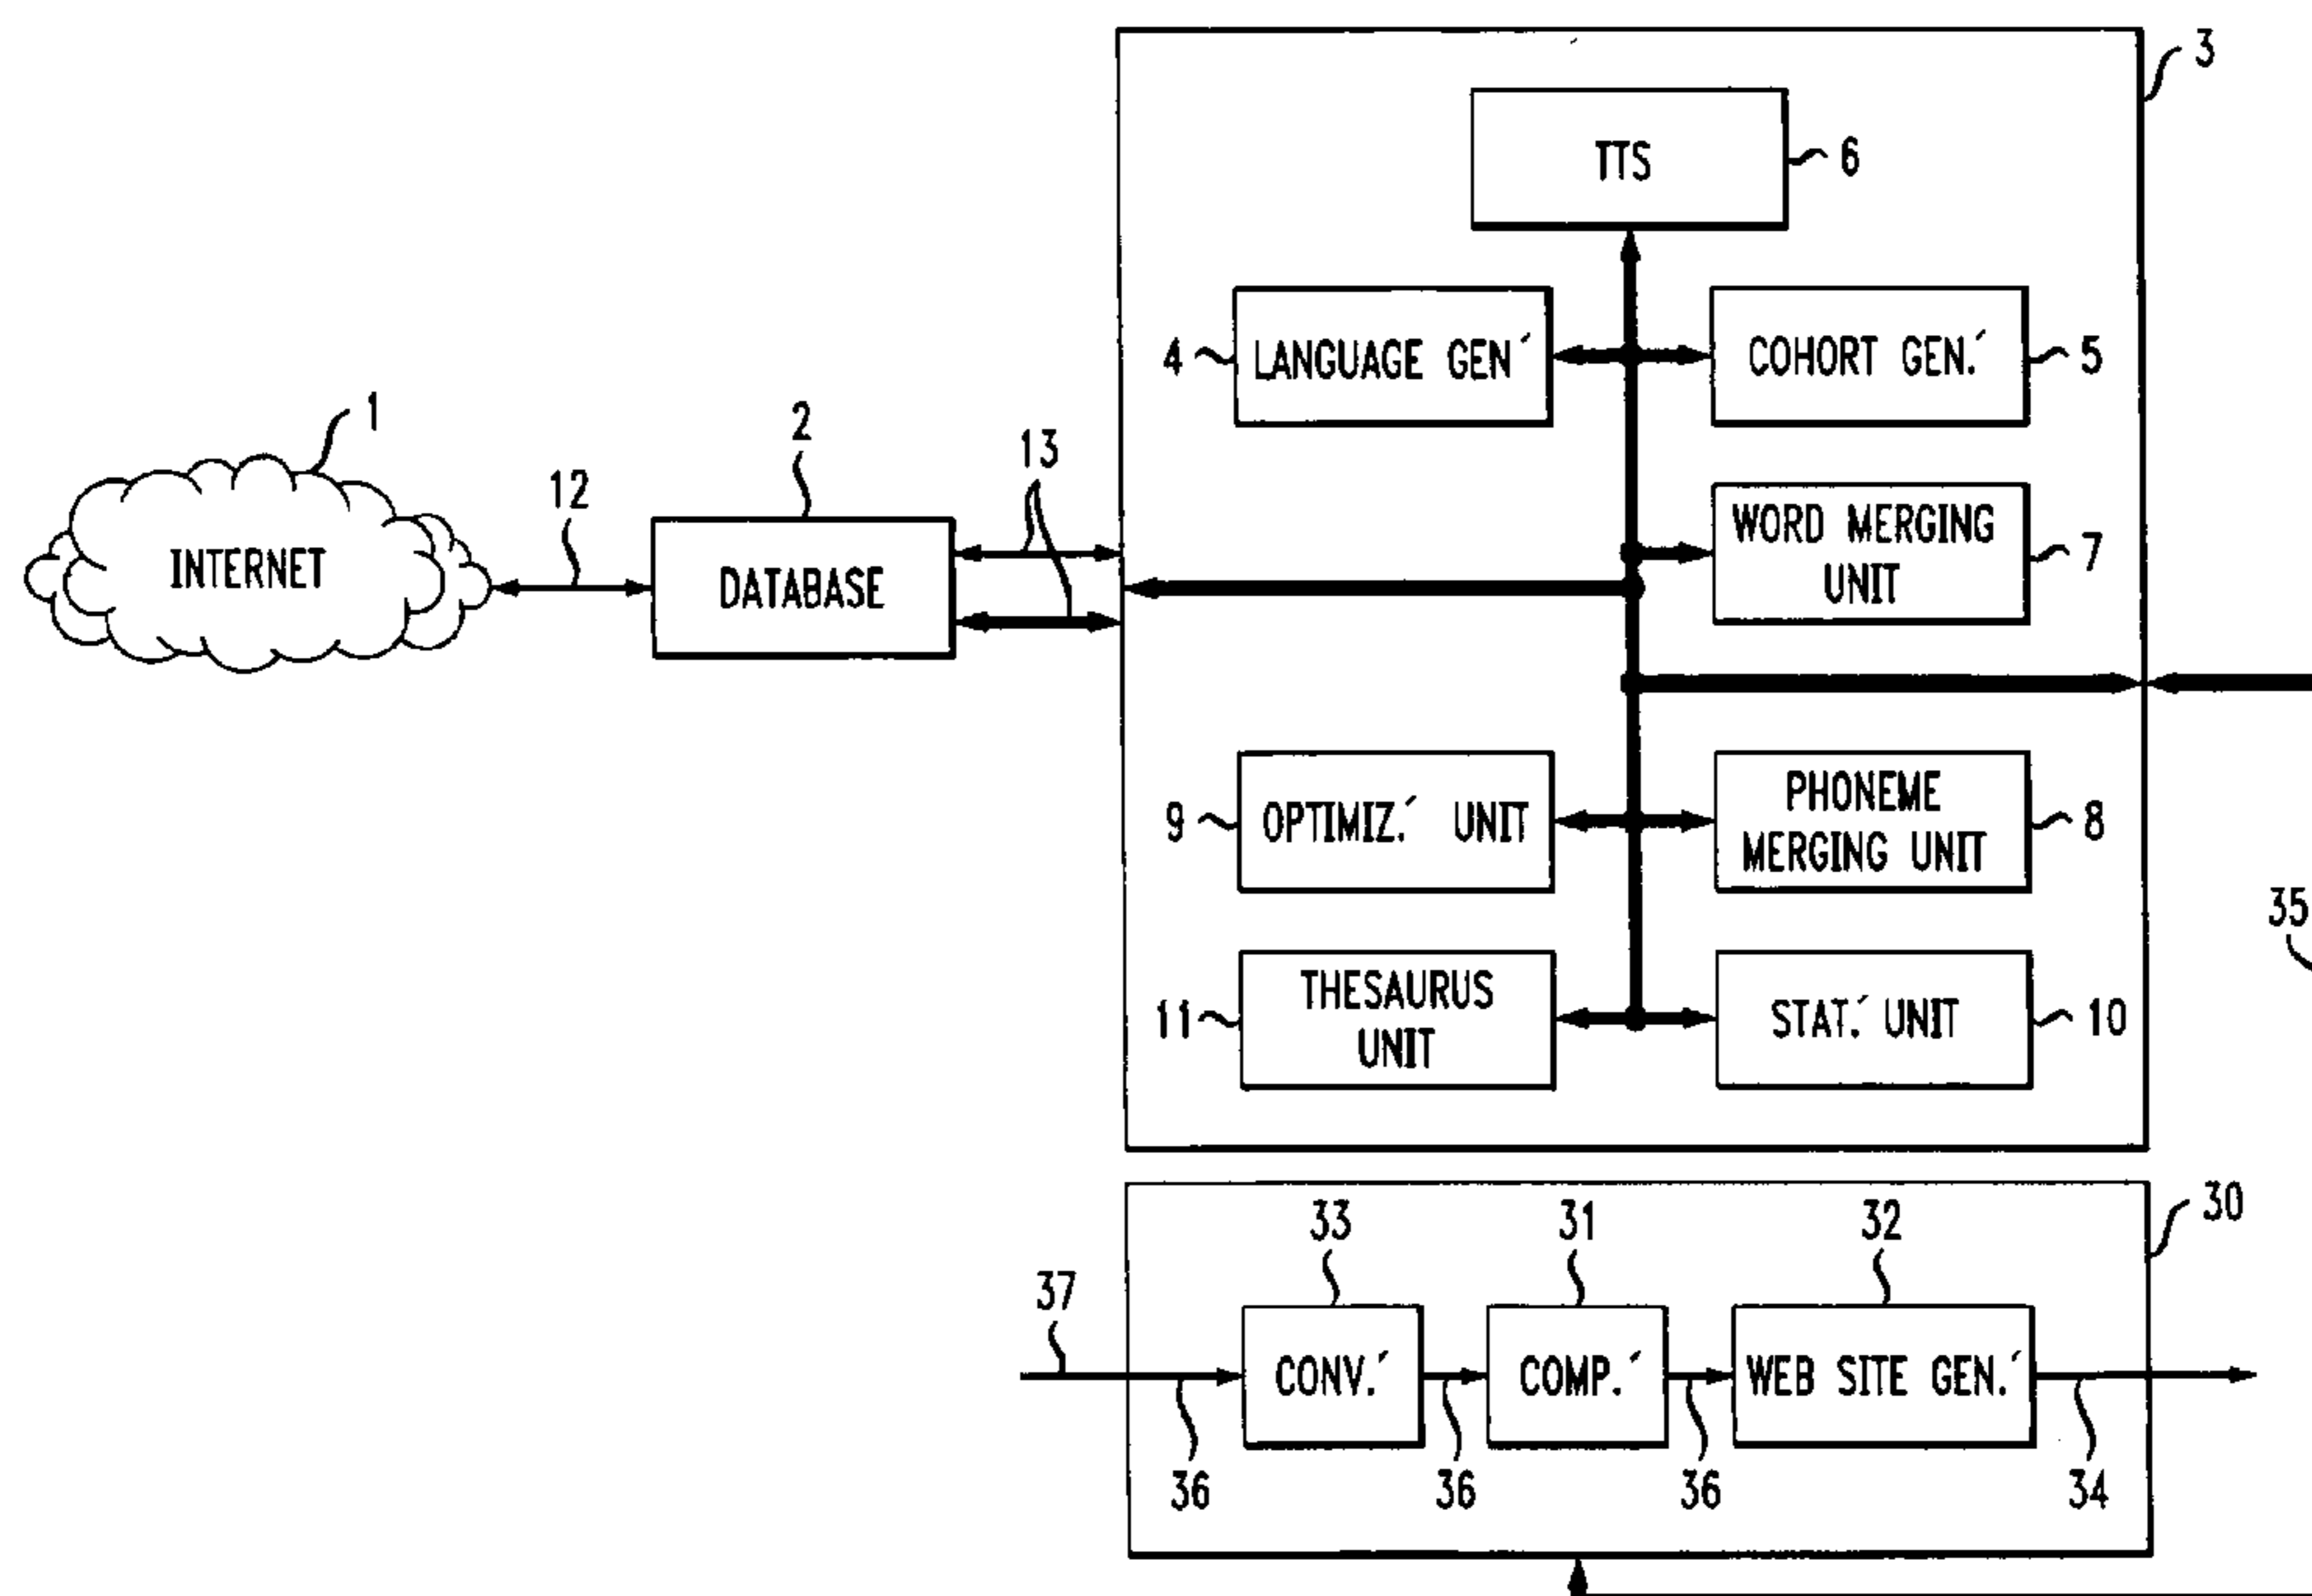 3
TTS
6
4
LANGUAGE GEN´
COHORT GEN.´
5
1
2
13
12
INTERNET
DATABASE
WORD MERGING
UNIT
7
9
OPTIMIZ.´ UNIT
PHONEME
MERGING UNIT
8
35
11
THESAURUS
UNIT
STAT.´ UNIT
10
30
33
31
32
37
CONV.´
COMP.´
WEB SITE GEN.´
36
36
36
34